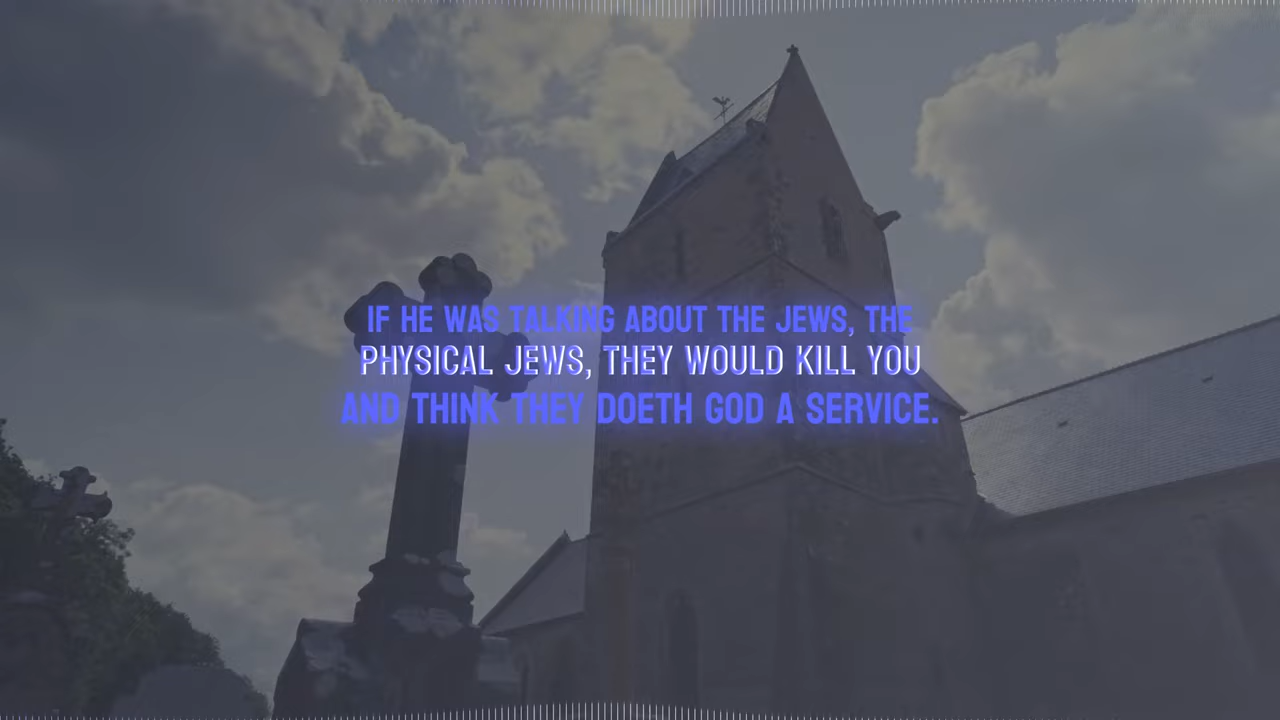 IF HE WAS TALKING ABOUT THE JEWS, THE
PHYSICAL JEWS, THEY WOULD KILL YOU
AND THINK THEY DOETH GOD A SERVICE.